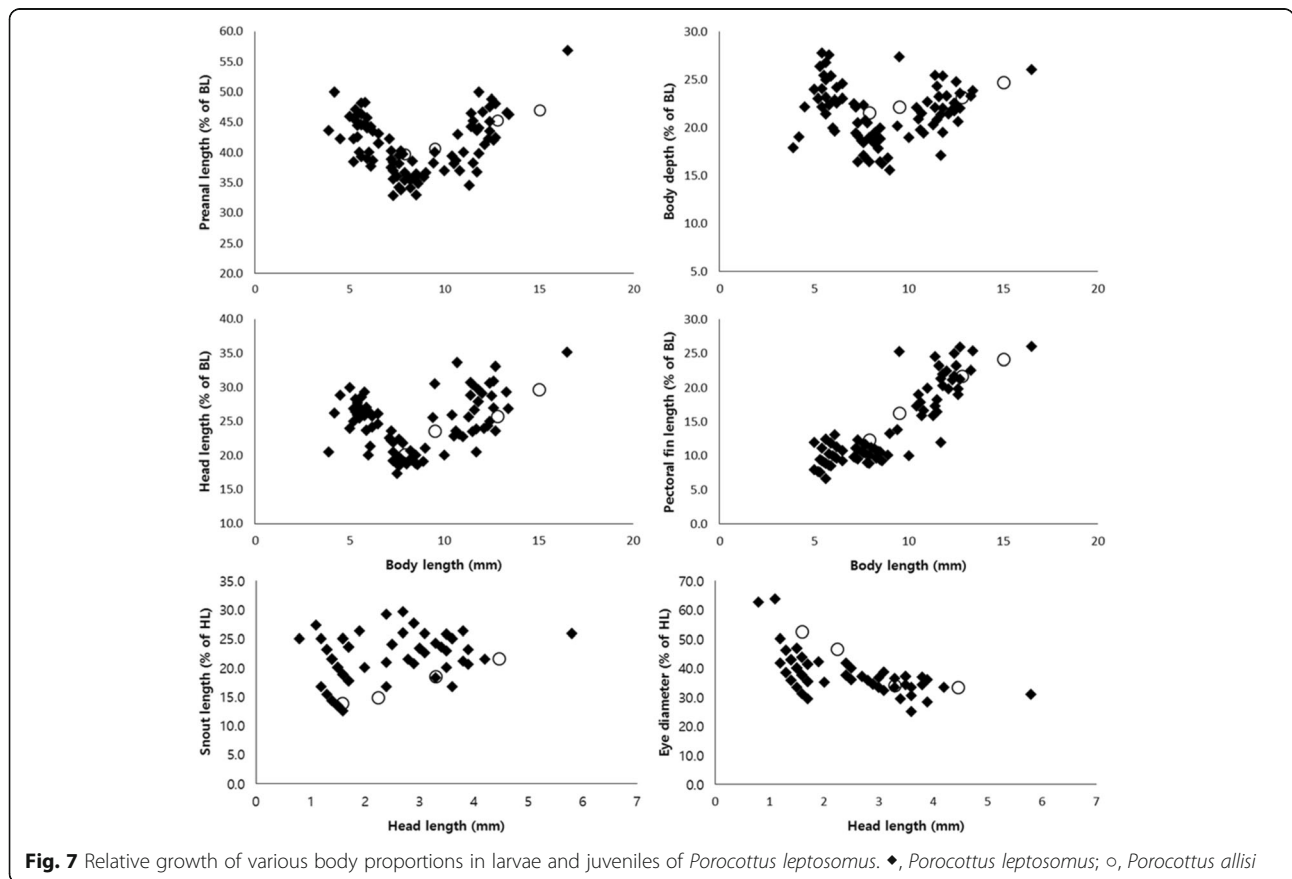 60.0
55.0
50.0
45.0
40.0
35.0
30.0
25.0
20.0
Preanal length (% of BL)
0 5 10 15 20
30.0
25.0
20.0
15.0
10.0
5.0
Body depth (% of BL)
0 5 10 15 20
40.0
35.0
30.0
25.0
20.0
15.0
10.0
Head length (% of BL)
0 5 10 15 20
Body length (mm)
30.0
25.0
20.0
15.0
10.0
5.0
0.0
Pectoral fin length (% of BL)
0 5 10 15 20
Body length (mm)
35.0
30.0
25.0
20.0
15.0
10.0
5.0
0.0
Snout length (% of HL)
0 1 2 3 4 5 6 7
Head length (mm)
70.0
60.0
50.0
40.0
30.0
20.0
10.0
0.0
Eye diameter (% of HL)
0 1 2 3 4 5 6 7
Head length (mm)
Fig. 7 Relative growth of various body proportions in larvae and juveniles of Porocottus leptosomus. ◆, Porocottus leptosomus; ○, Porocottus allisi